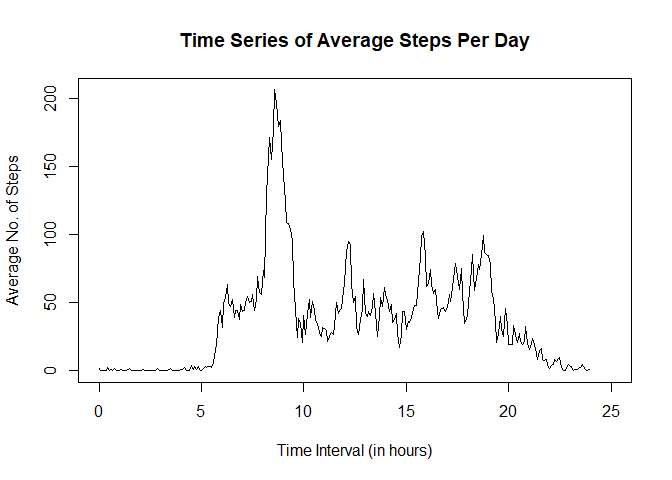 Time Series of Average Steps Per Day
Average No. of Steps
200
150
100
50
0
0 5 10 15 20 25
Time Interval (in hours)